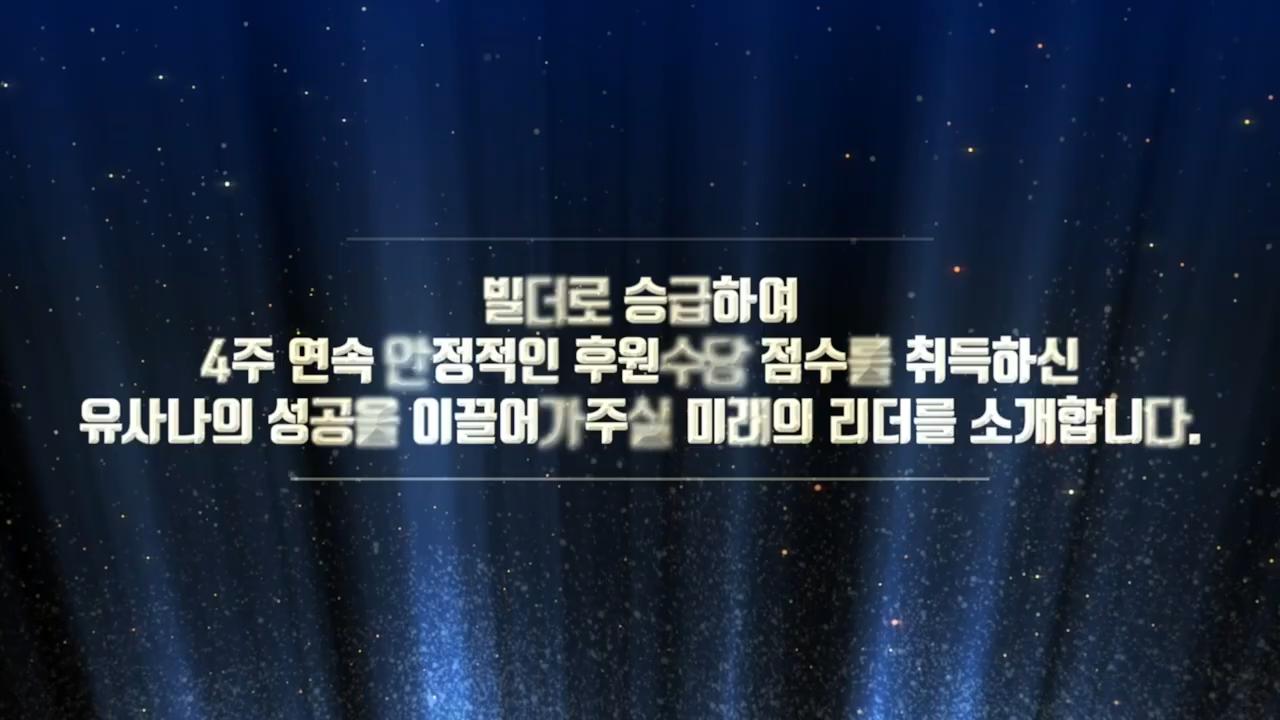 빌더로 승급하여
4주 연속 안정적인 후원수당 점수를 취득하신
유사나의 성공을 이끌어가주실 미래의 리더를 소개합니다.